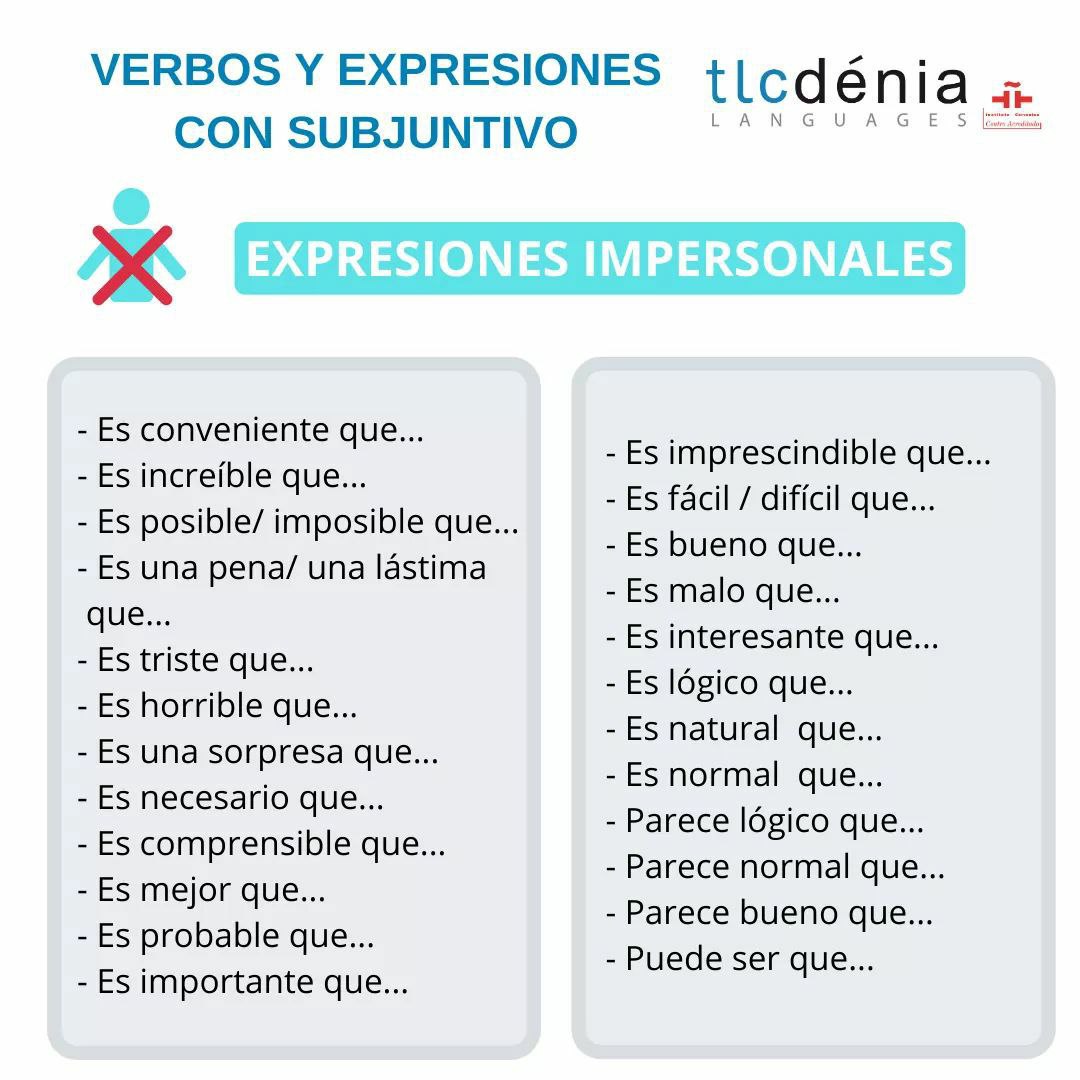 VERBOS Y EXPRESIONES
CON SUBJUNTIVO
tlcdénia
LANGUAGES
Instituto Cervantes
Centro Acreditado
EXPRESIONES IMPERSONALES
- Es conveniente que...
- Es increíble que...
- Es posible/ imposible que...
- Es una pena/ una lástima
que...
- Es triste que...
- Es horrible que...
- Es una sorpresa que...
- Es necesario que...
- Es comprensible que...
- Es mejor que...
- Es probable que...
- Es importante que...
- Es imprescindible que...
- Es fácil / difícil que...
- Es bueno que...
- Es malo que...
- Es interesante que...
- Es lógico que...
- Es natural  que...
- Es normal  que...
- Parece lógico que...
- Parece normal que...
- Parece bueno que...
- Puede ser que...